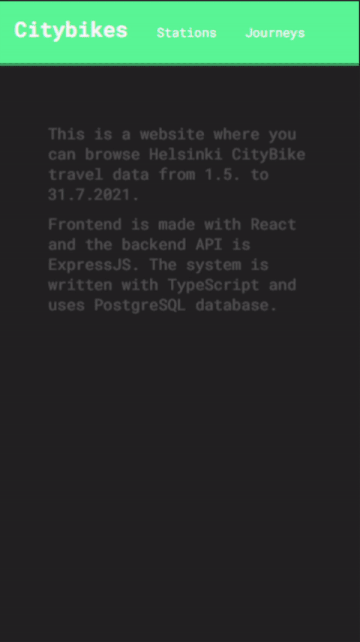 Citybikes Stations Journeys
This is a website where you
can browse Helsinki CityBike
travel data from 1.5. to
31.7.2021.
Frontend is made with React
and the backend API is
ExpressJS. The system is
written with TypeScript and
uses PostgreSQL database.